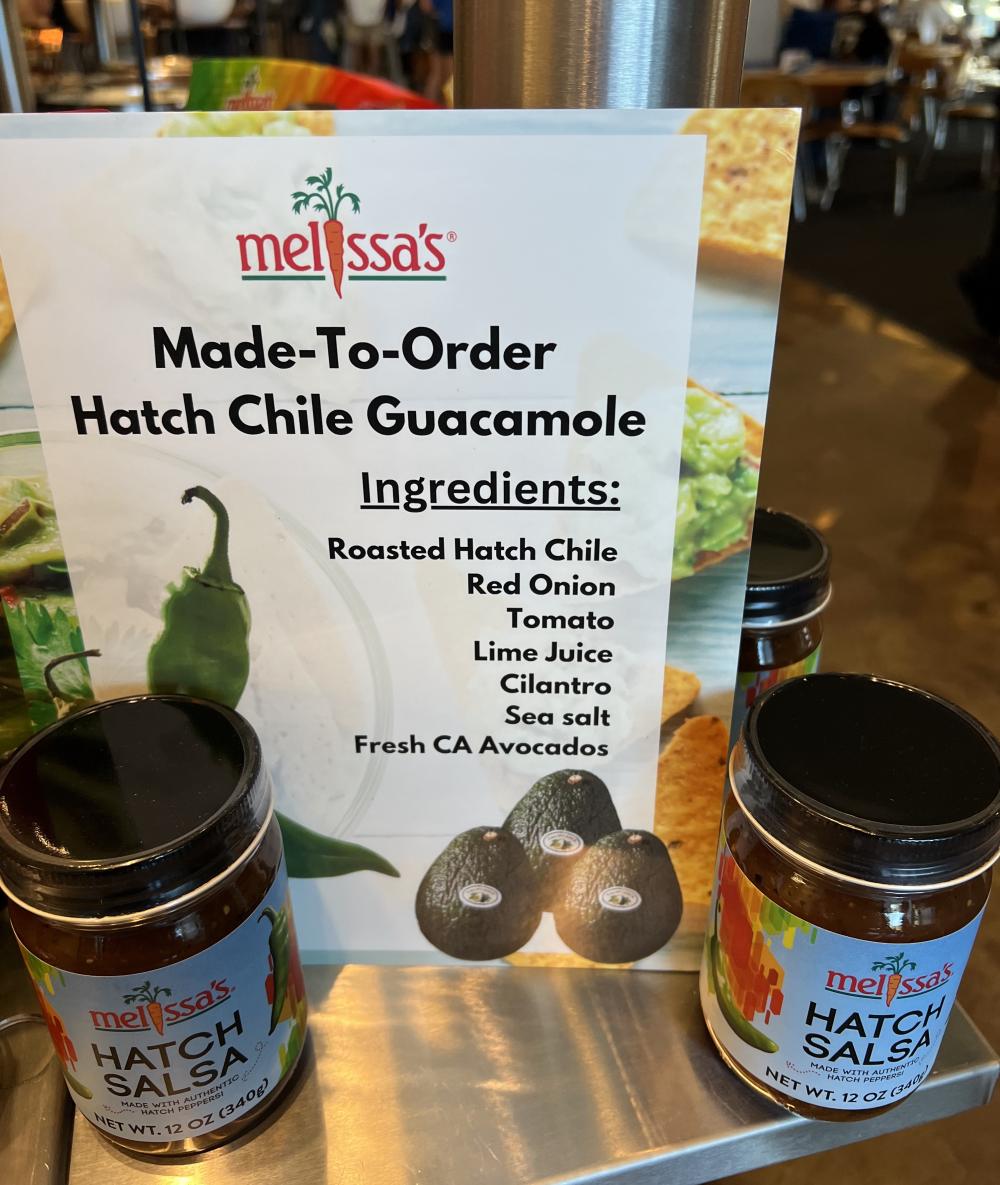 melissa's®
Made-To-Order
Hatch Chile Guacamole
Ingredients:
Roasted Hatch Chile
Red Onion
Tomato
Lime Juice
Cilantro
Sea salt
Fresh CA Avocados
melissa's
HATCH
SALSA
MADE WITH AUTHENTIC
HATCH PEPPERS!
NET WT. 12 OZ (340g)
melissa's
HATCH
SALSA
MADE WITH AUTHENTIC
HATCH PEPPERS!
NET WT. 12 OZ (340g)